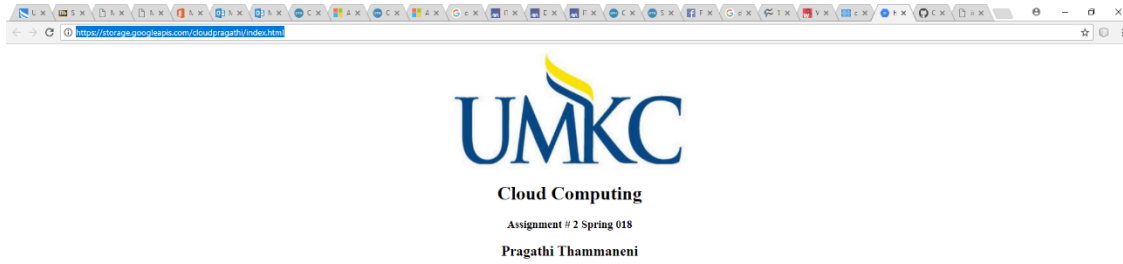 https://storage.googleapis.com/cloudpragathi/index.html
UMKC
Cloud Computing
Assignment # 2 Spring 018
Pragathi Thammaneni